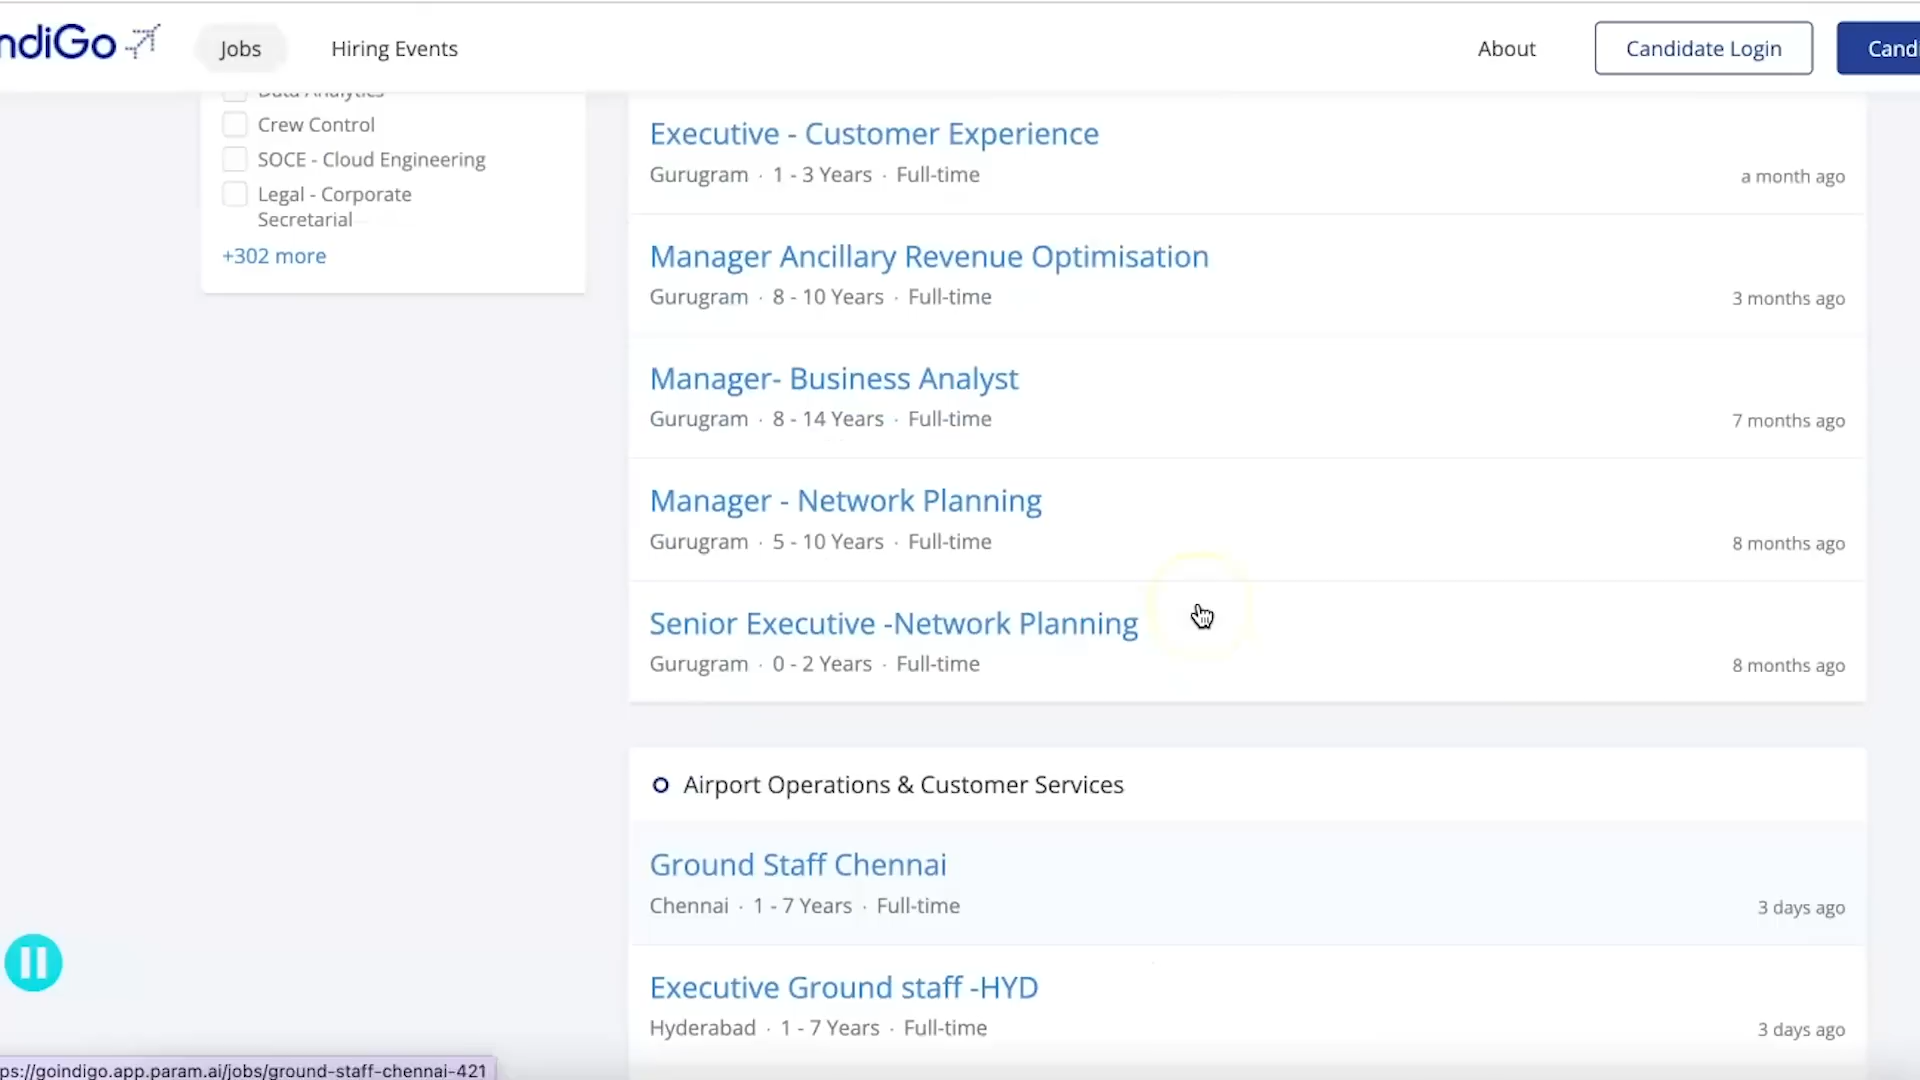 ndiGo
Jobs
Hiring Events
About
Candidate Login
Candi
Data Analytics
Crew Control
SOCE - Cloud Engineering
Legal - Corporate
Secretarial
+302 more
Executive - Customer Experience
Gurugram · 1 - 3 Years · Full-time
a month ago
Manager Ancillary Revenue Optimisation
Gurugram · 8 - 10 Years · Full-time
3 months ago
Manager- Business Analyst
Gurugram · 8 - 14 Years · Full-time
7 months ago
Manager - Network Planning
Gurugram · 5 - 10 Years · Full-time
8 months ago
Senior Executive -Network Planning
Gurugram · 0 - 2 Years · Full-time
8 months ago
Airport Operations & Customer Services
Ground Staff Chennai
Chennai · 1 - 7 Years · Full-time
3 days ago
Executive Ground staff -HYD
Hyderabad · 1 - 7 Years · Full-time
3 days ago
ps://goindigo.app.param.ai/jobs/ground-staff-chennai-421